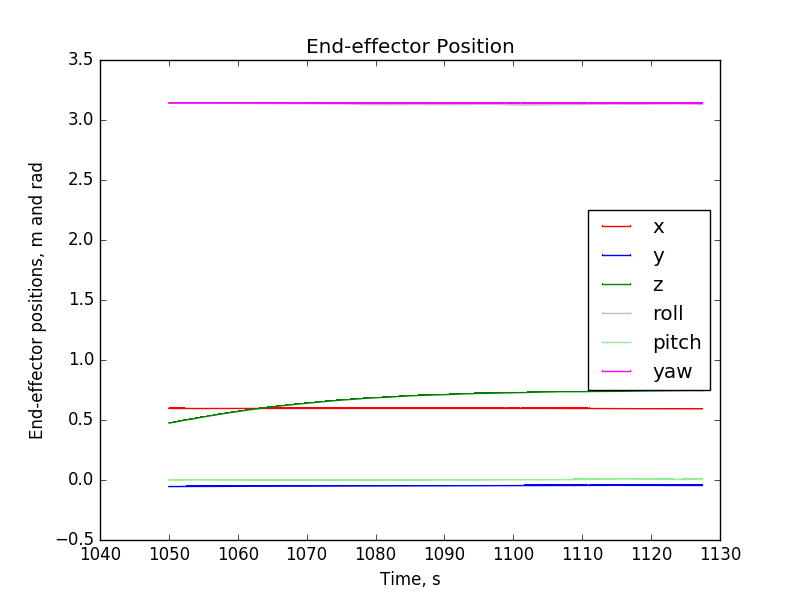 End-effector Position
End-effector positions, m and rad
3.5
3.0
2.5
2.0
1.5
1.0
0.5
0.0
−0.5
x
y
z
roll
pitch
yaw
1040 1050 1060 1070 1080 1090 1100 1110 1120 1130
Time, s